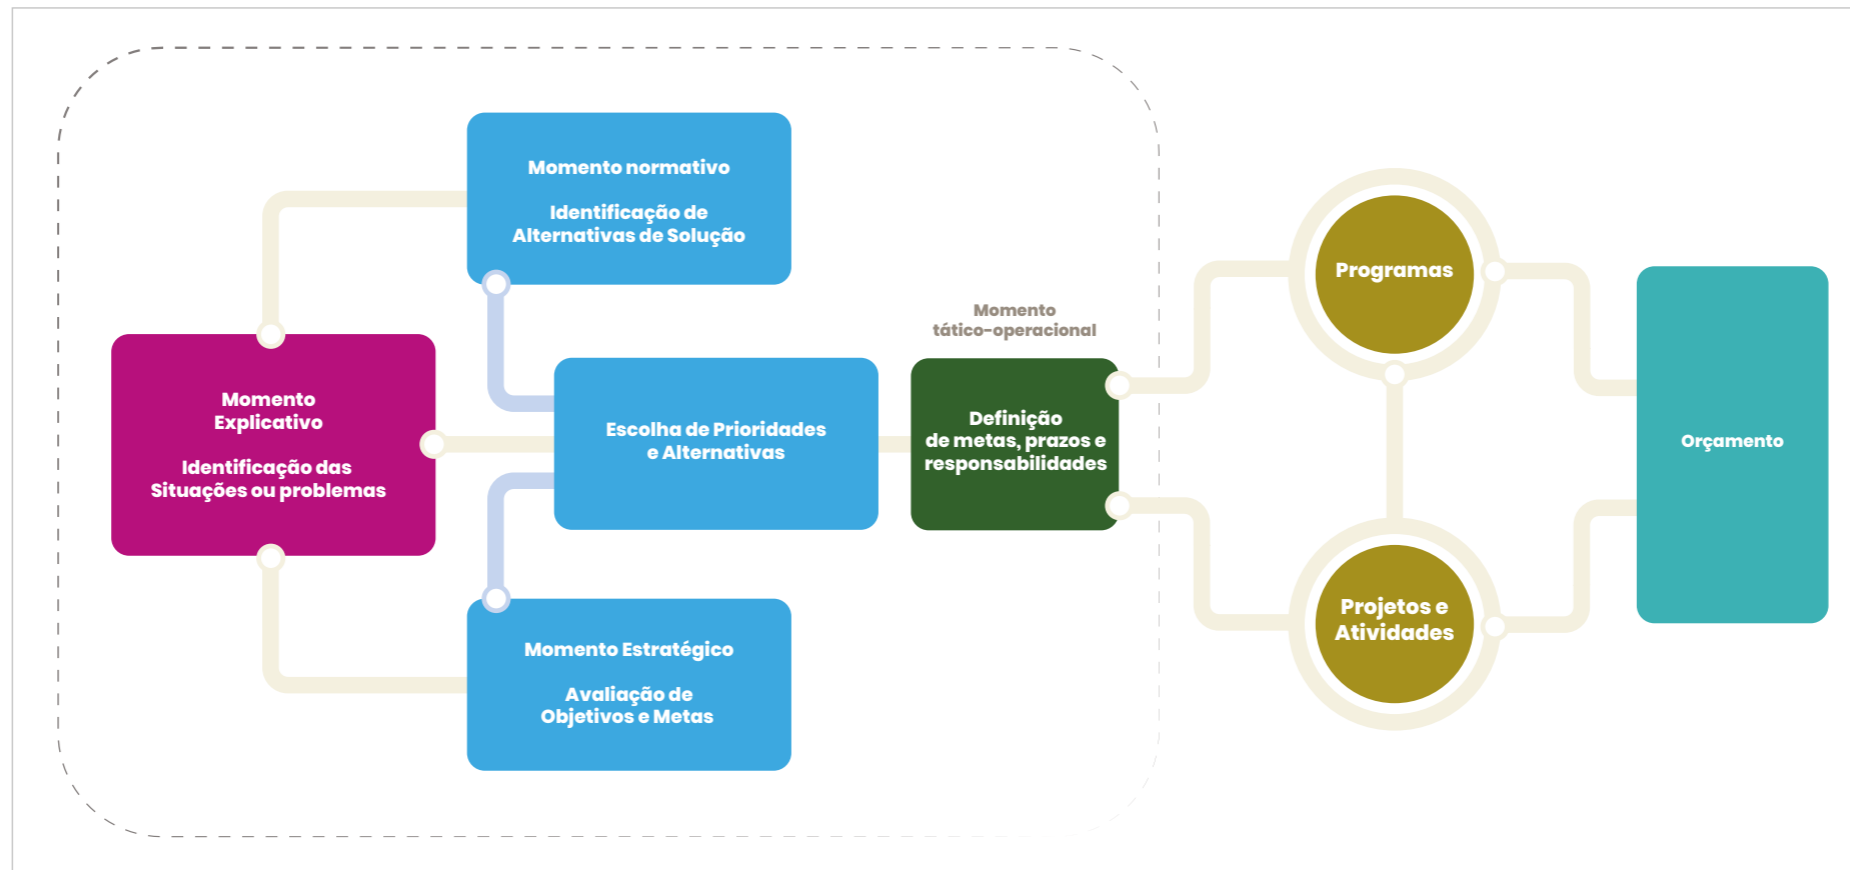 Momento normativo
Identificação de
Alternativas de Solução
Momento
Explicativo
Identificação das
Situações ou problemas
Escolha de Prioridades
e Alternativas
Momento Estratégico
Avaliação de
Objetivos e Metas
Momento
tático-operacional
Definição
de metas, prazos e
responsabilidades
Programas
Projetos e
Atividades
Orçamento